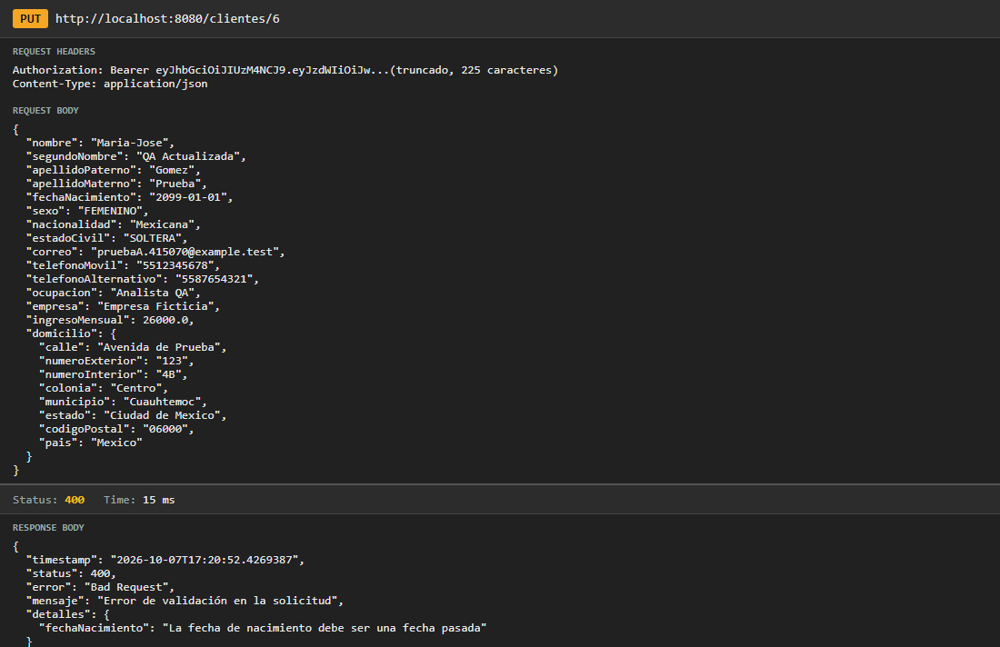 PUT http://localhost:8080/clientes/6
REQUEST HEADERS
Authorization: Bearer eyJhbGciOiJIUzM4NCJ9.eyJzdWIiOiJw...(truncado, 225 caracteres)
Content-Type: application/json
REQUEST BODY
{
  "nombre": "Maria-Jose",
  "segundoNombre": "QA Actualizada",
  "apellidoPaterno": "Gomez",
  "apellidoMaterno": "Prueba",
  "fechaNacimiento": "2099-01-01",
  "sexo": "FEMENINO",
  "nacionalidad": "Mexicana",
  "estadoCivil": "SOLTERA",
  "correo": "pruebaA.415070@example.test",
  "telefonoMovil": "5512345678",
  "telefonoAlternativo": "5587654321",
  "ocupacion": "Analista QA",
  "empresa": "Empresa Ficticia",
  "ingresoMensual": 26000.0,
  "domicilio": {
    "calle": "Avenida de Prueba",
    "numeroExterior": "123",
    "numeroInterior": "4B",
    "colonia": "Centro",
    "municipio": "Cuauhtemoc",
    "estado": "Ciudad de Mexico",
    "codigoPostal": "06000",
    "pais": "Mexico"
  }
}
Status: 400 Time: 15 ms
RESPONSE BODY
{
  "timestamp": "2026-10-07T17:20:52.4269387",
  "status": 400,
  "error": "Bad Request",
  "mensaje": "Error de validación en la solicitud",
  "detalles": {
    "fechaNacimiento": "La fecha de nacimiento debe ser una fecha pasada"
  }